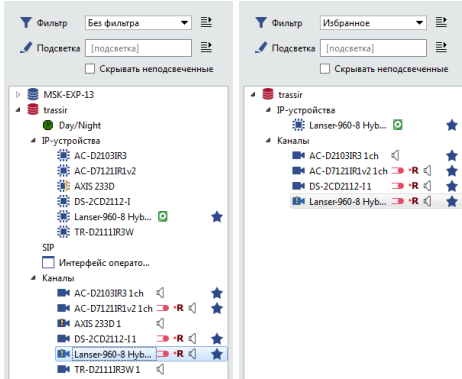 Фильтр Без фильтра
Подсветка [подсветка]
Скрывать неподсвеченные
MSK-EXP-13
trassir
Day/Night
IP-устройства
AC-D2103IR3
AC-D7121IR1v2
AXIS 233D
DS-2CD2112-I
Lanser-960-8 Hyb...
TR-D2111IR3W
SIP
Интерфейс операто...
Каналы
AC-D2103IR3 1ch
AC-D7121IR1v2 1ch R
AXIS 233D 1
DS-2CD2112-I 1 R
Lanser-960-8 Hyb... R
TR-D2111IR3W 1
Фильтр Избранное
Подсветка [подсветка]
Скрывать неподсвеченные
trassir
IP-устройства
Lanser-960-8 Hyb...
Каналы
AC-D2103IR3 1ch
AC-D7121IR1v2 1ch R
DS-2CD2112-I 1 R
Lanser-960-8 Hyb... R